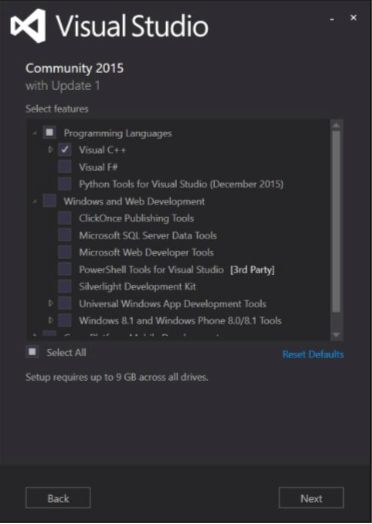 Visual Studio
Community 2015
with Update 1
Select features
Programming Languages
Visual C++
Visual F#
Python Tools for Visual Studio (December 2015)
Windows and Web Development
ClickOnce Publishing Tools
Microsoft SQL Server Data Tools
Microsoft Web Developer Tools
PowerShell Tools for Visual Studio [3rd Party]
Silverlight Development Kit
Universal Windows App Development Tools
Windows 8.1 and Windows Phone 8.0/8.1 Tools
Select All Reset Defaults
Setup requires up to 9 GB across all drives.
Back Next